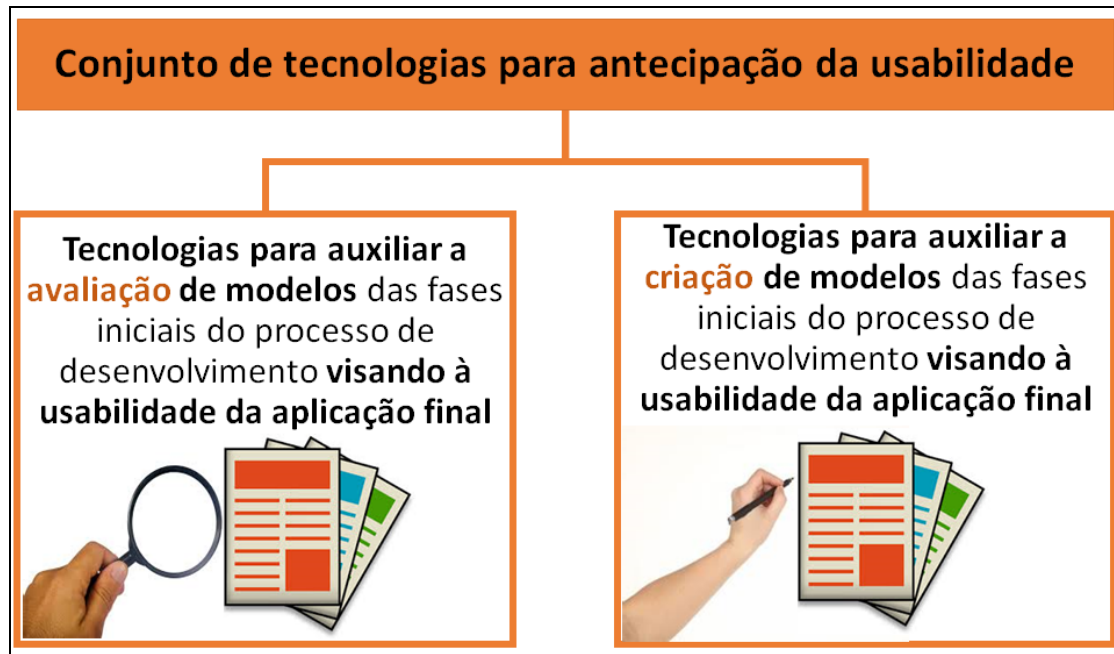 Conjunto de tecnologias para antecipação da usabilidade
Tecnologias para auxiliar a
avaliação de modelos das fases
iniciais do processo de
desenvolvimento visando à
usabilidade da aplicação final
Tecnologias para auxiliar a
criação de modelos das fases
iniciais do processo de
desenvolvimento visando à
usabilidade da aplicação final